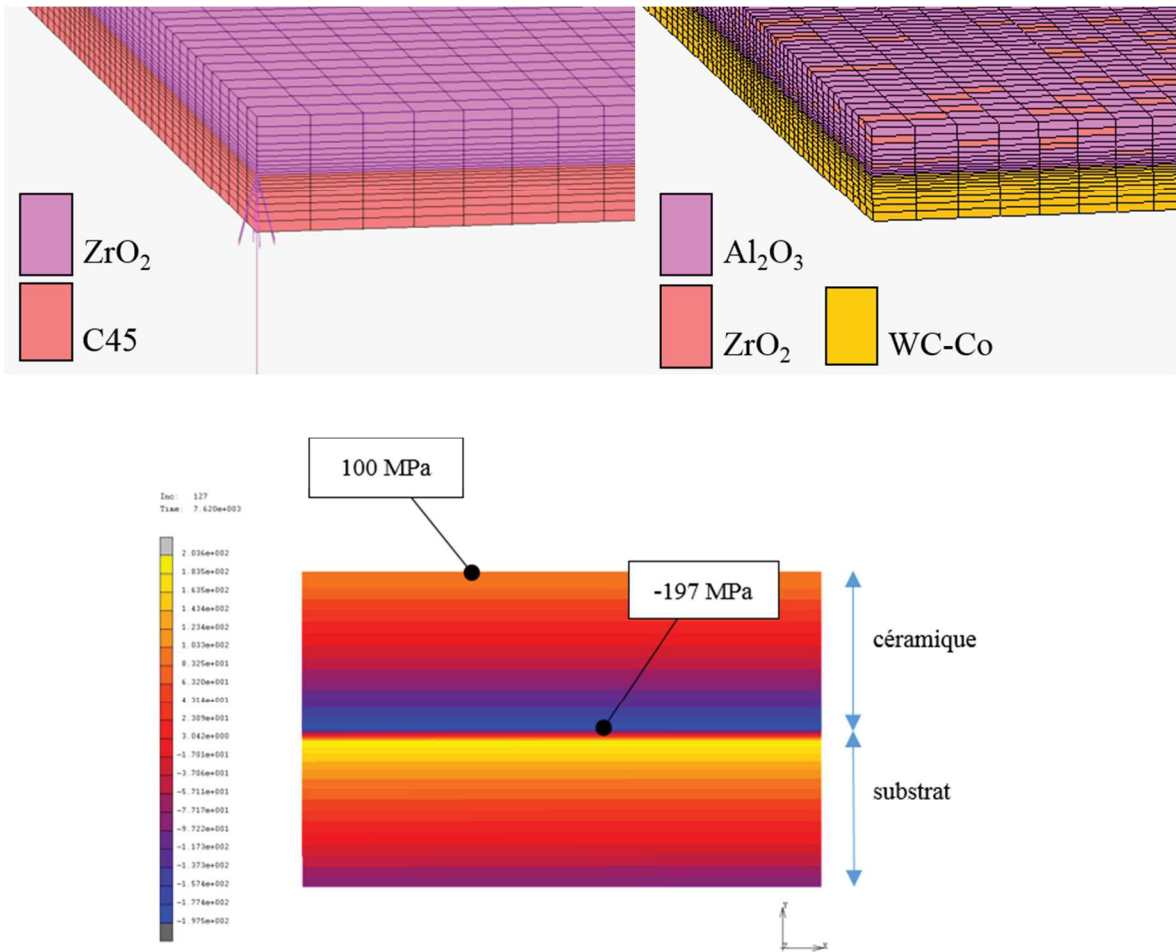 ZrO₂
C45
Al₂O₃
ZrO₂
WC-Co
100 MPa
Inc: 127
Time: 7.620e+003
2.036e+002
1.835e+002
1.635e+002
1.434e+002
1.234e+002
1.033e+002
8.325e+001
6.320e+001
4.314e+001
2.309e+001
3.042e+000
-1.701e+001
-3.706e+001
-5.711e+001
-7.717e+001
-9.722e+001
-1.173e+002
-1.373e+002
-1.574e+002
-1.774e+002
-1.975e+002
-197 MPa
céramique
substrat
Y
Z
X